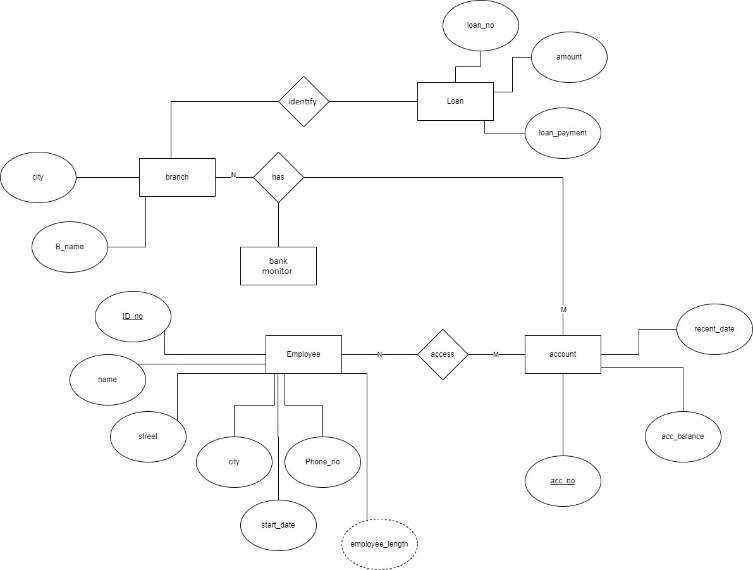 loan_no
amount
Loan
identify
loan_payment
city
branch
N
has
B_name
bank
monitor
M
ID_no
recent_date
Employee
N
access
M
account
name
street
acc_balance
city
Phone_no
acc_no
start_date
employee_length